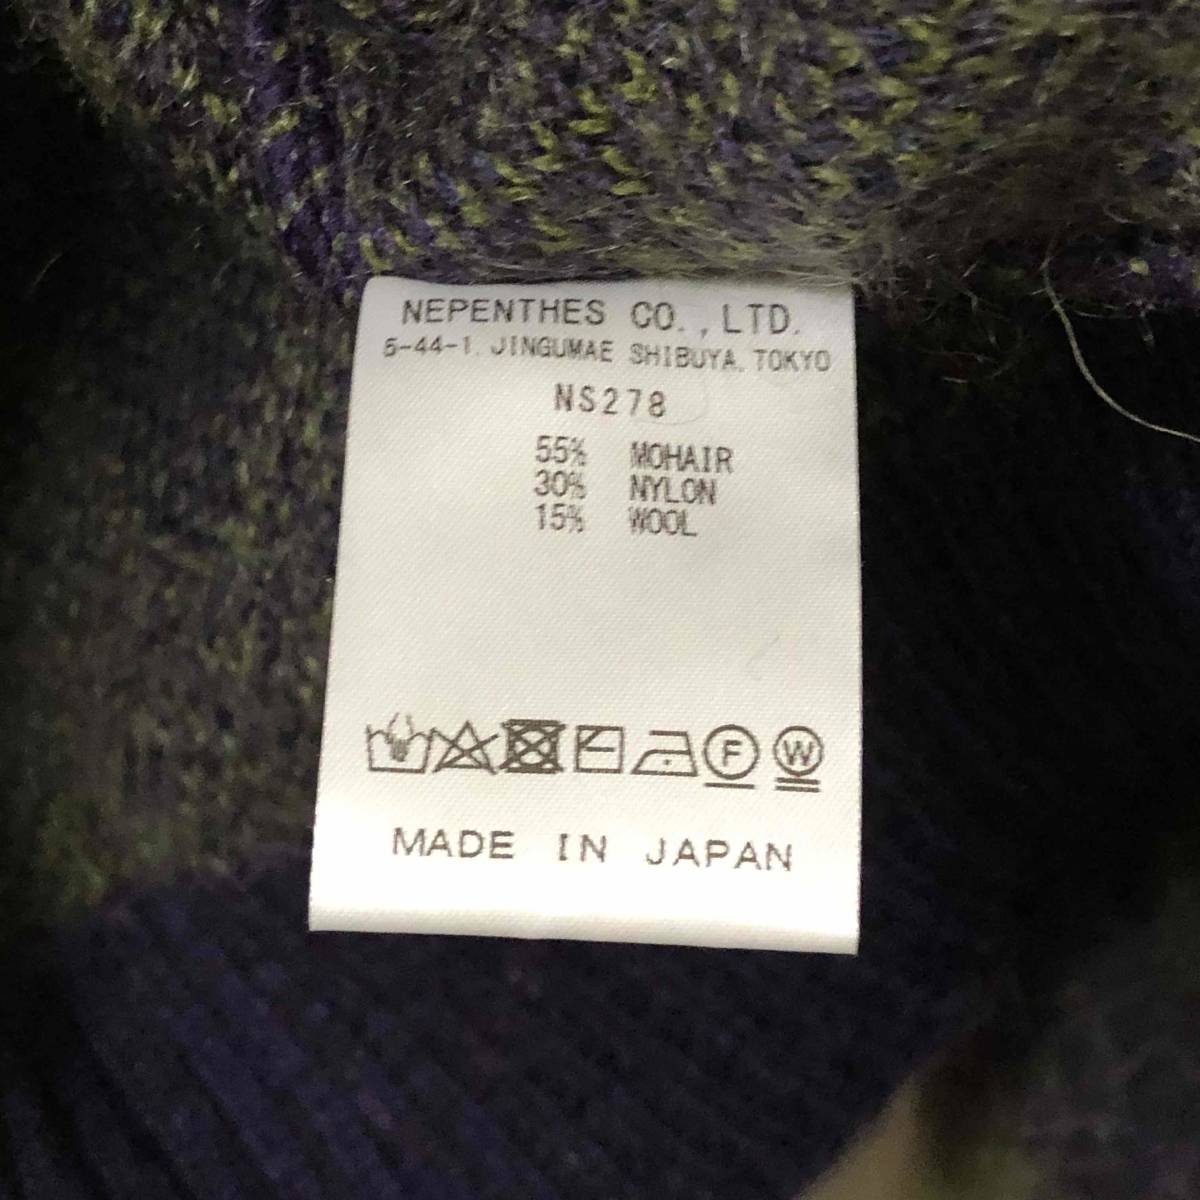 NEPENTHES CO., LTD.
5-44-1, JINGUMAE SHIBUYA, TOKYO
NS278
55% MOHAIR
30% NYLON
15% WOOL
F W
MADE IN JAPAN